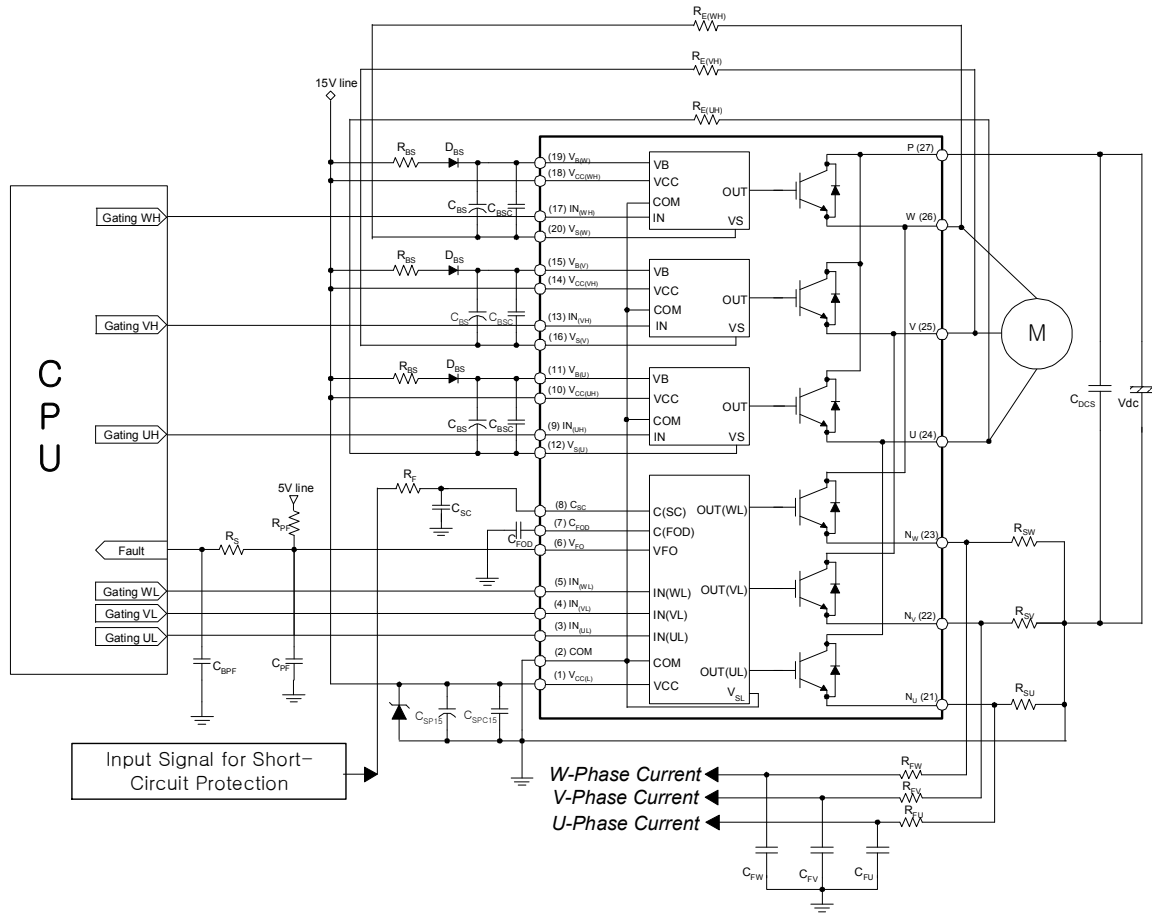 R_E(WH)
R_E(VH)
15V line
R_E(UH)
R_BS
D_BS
C_BS
C_BSC
(19) V_B(W)
(18) V_CC(WH)
(17) IN_(WH)
(20) V_S(W)
VB
VCC
COM
IN
OUT
VS
P (27)
W (26)
Gating WH
R_BS
D_BS
C_BS
C_BSC
(15) V_B(V)
(14) V_CC(VH)
(13) IN_(VH)
(16) V_S(V)
VB
VCC
COM
IN
OUT
VS
V (25)
M
Gating VH
CPU
R_BS
D_BS
C_BS
C_BSC
(11) V_B(U)
(10) V_CC(UH)
(9) IN_(UH)
(12) V_S(U)
VB
VCC
COM
IN
OUT
VS
U (24)
C_DCS
Vdc
Gating UH
R_F
C_SC
5V line
R_PF
R_S
C_FOD
(8) C_SC
(7) C_FOD
(6) V_FO
C(SC)
C(FOD)
VFO
OUT(WL)
N_W (23)
R_SW
Fault
Gating WL
Gating VL
Gating UL
(5) IN_(WL)
(4) IN_(VL)
(3) IN_(UL)
(2) COM
(1) V_CC(L)
IN(WL)
IN(VL)
IN(UL)
COM
VCC
OUT(VL)
OUT(UL)
V_SL
N_V (22)
R_SV
N_U (21)
R_SU
C_BPF
C_PF
C_SP15
C_SPC15
Input Signal for Short-
Circuit Protection
W-Phase Current
V-Phase Current
U-Phase Current
R_FW
R_FV
R_FU
C_FW
C_FV
C_FU